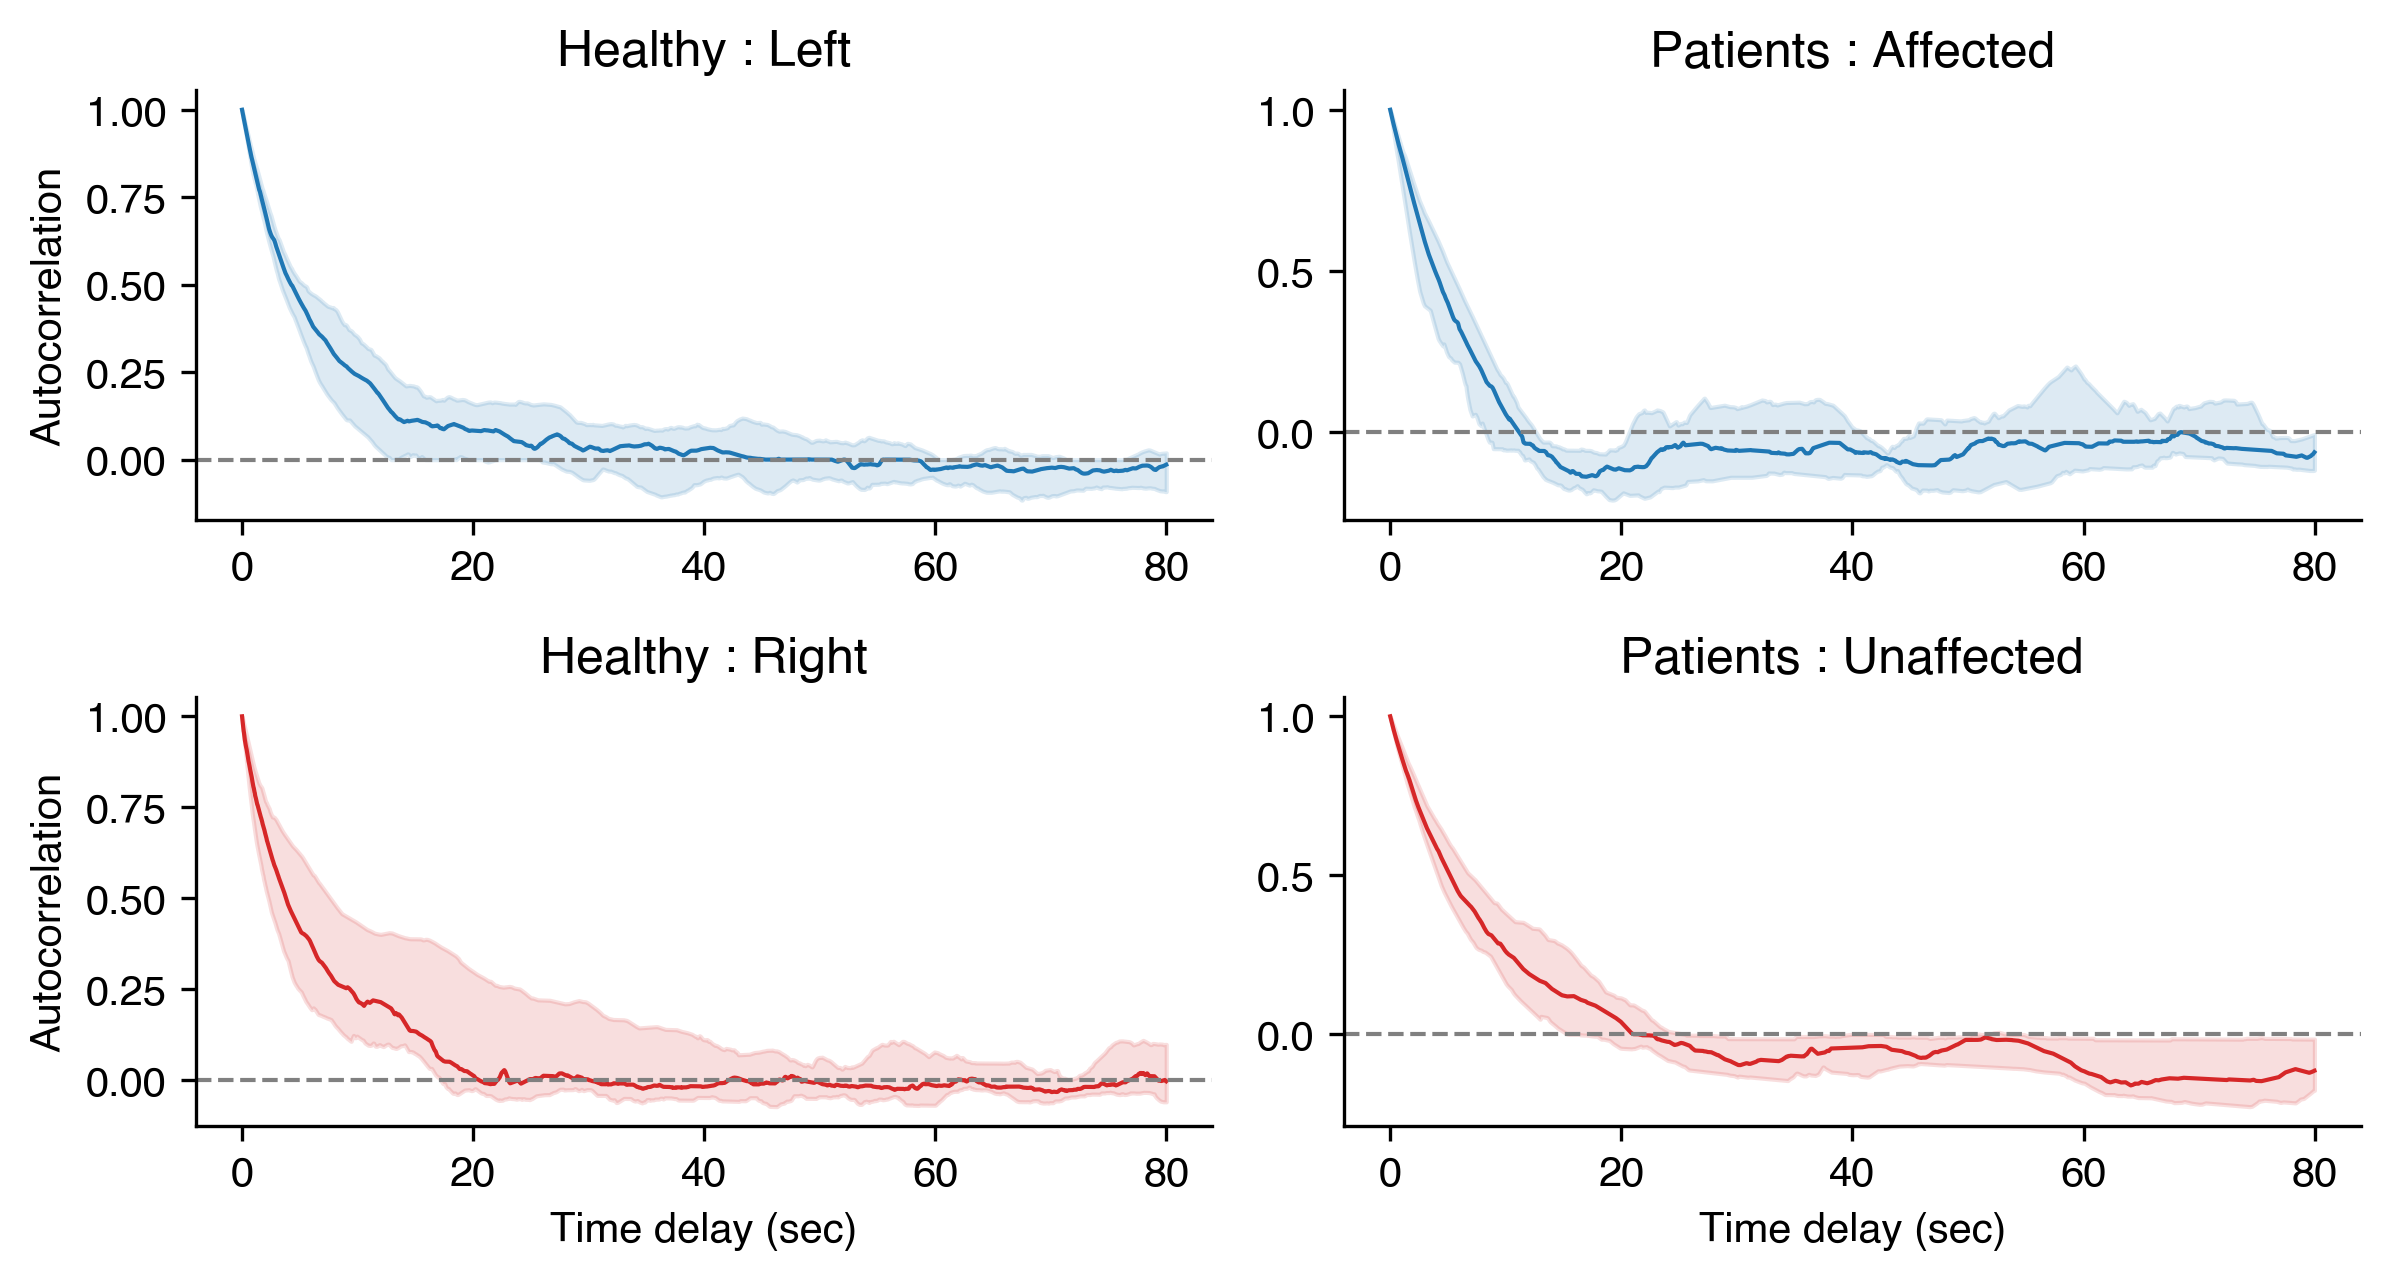 Healthy : Left
Patients : Affected
Autocorrelation
1.00
0.75
0.50
0.25
0.00
0 20 40 60 80
1.0
0.5
0.0
0 20 40 60 80
Healthy : Right
Patients : Unaffected
Autocorrelation
1.00
0.75
0.50
0.25
0.00
0 20 40 60 80
Time delay (sec)
1.0
0.5
0.0
0 20 40 60 80
Time delay (sec)